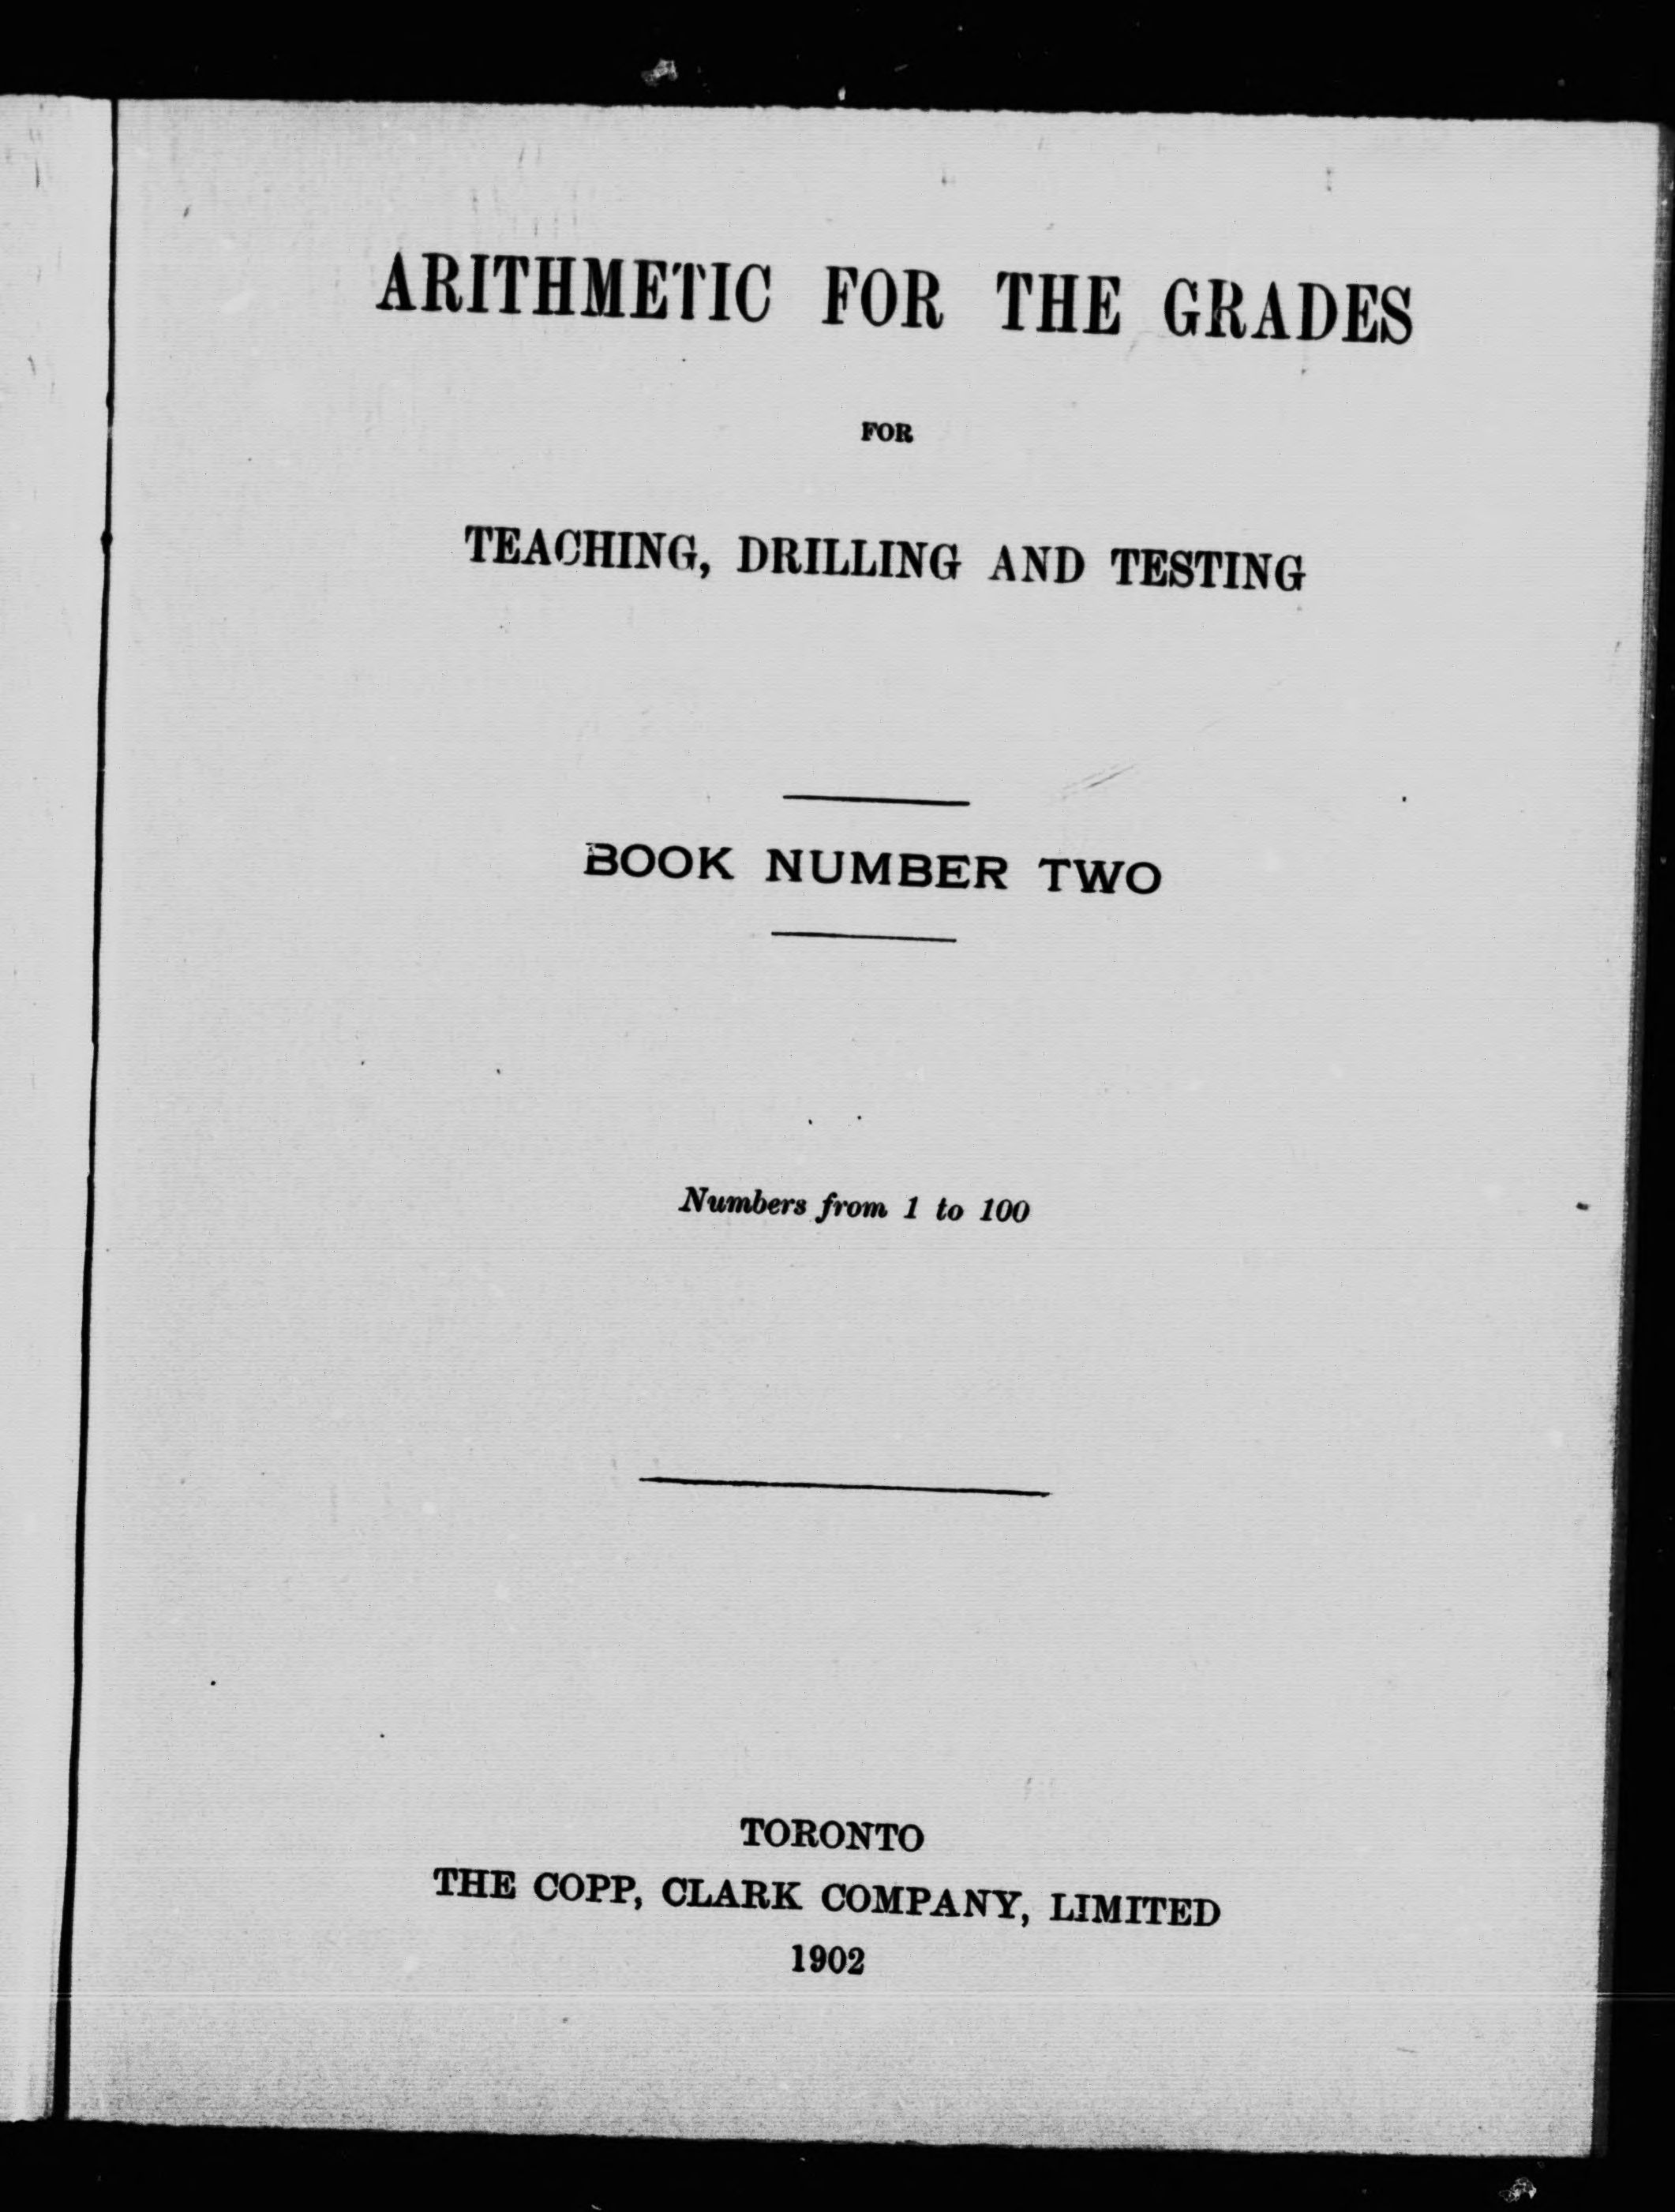 ARITHMETIC FOR THE GRADES
FOR
TEACHING, DRILLING AND TESTING
BOOK NUMBER TWO
Numbers from 1 to 100
TORONTO
THE COPP, CLARK COMPANY, LIMITED
1902